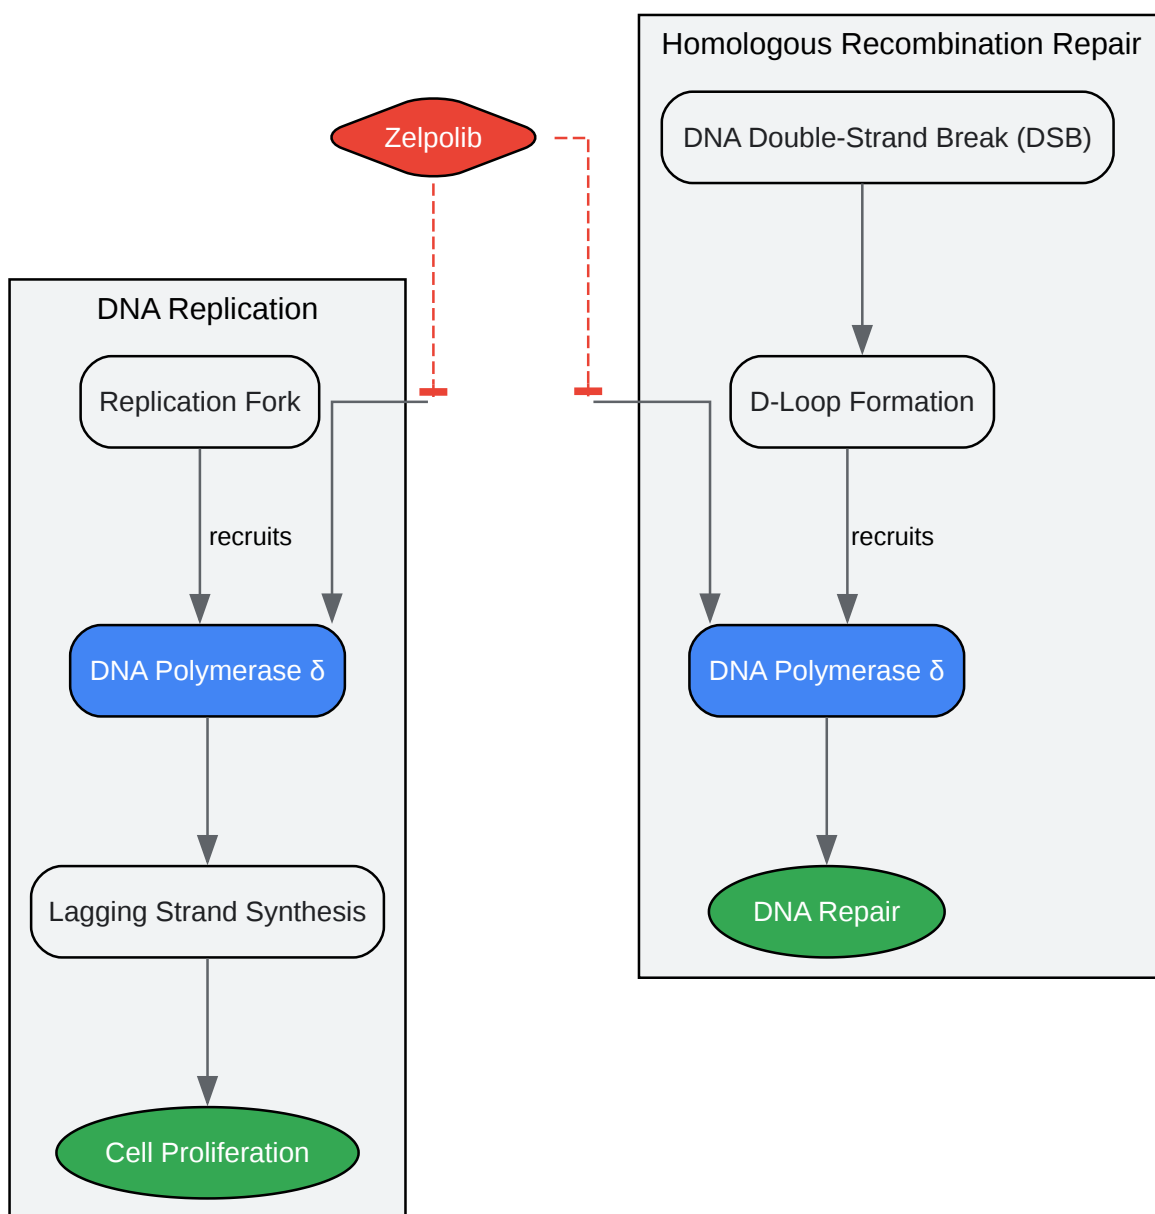 Homologous Recombination Repair
Zelpolib
DNA Double-Strand Break (DSB)
DNA Replication
Replication Fork
D-Loop Formation
recruits
recruits
DNA Polymerase δ
DNA Polymerase δ
Lagging Strand Synthesis
DNA Repair
Cell Proliferation